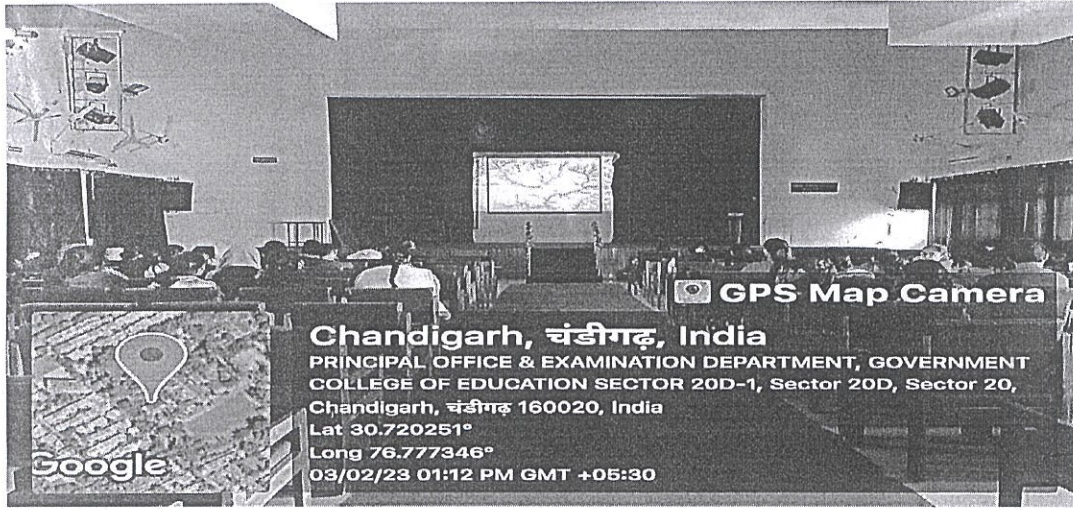 GPS Map Camera
Chandigarh, चंडीगढ़, India
PRINCIPAL OFFICE & EXAMINATION DEPARTMENT, GOVERNMENT
COLLEGE OF EDUCATION SECTOR 20D-1, Sector 20D, Sector 20,
Chandigarh, चंडीगढ़ 160020, India
Lat 30.720251°
Long 76.777346°
03/02/23 01:12 PM GMT +05:30
Google